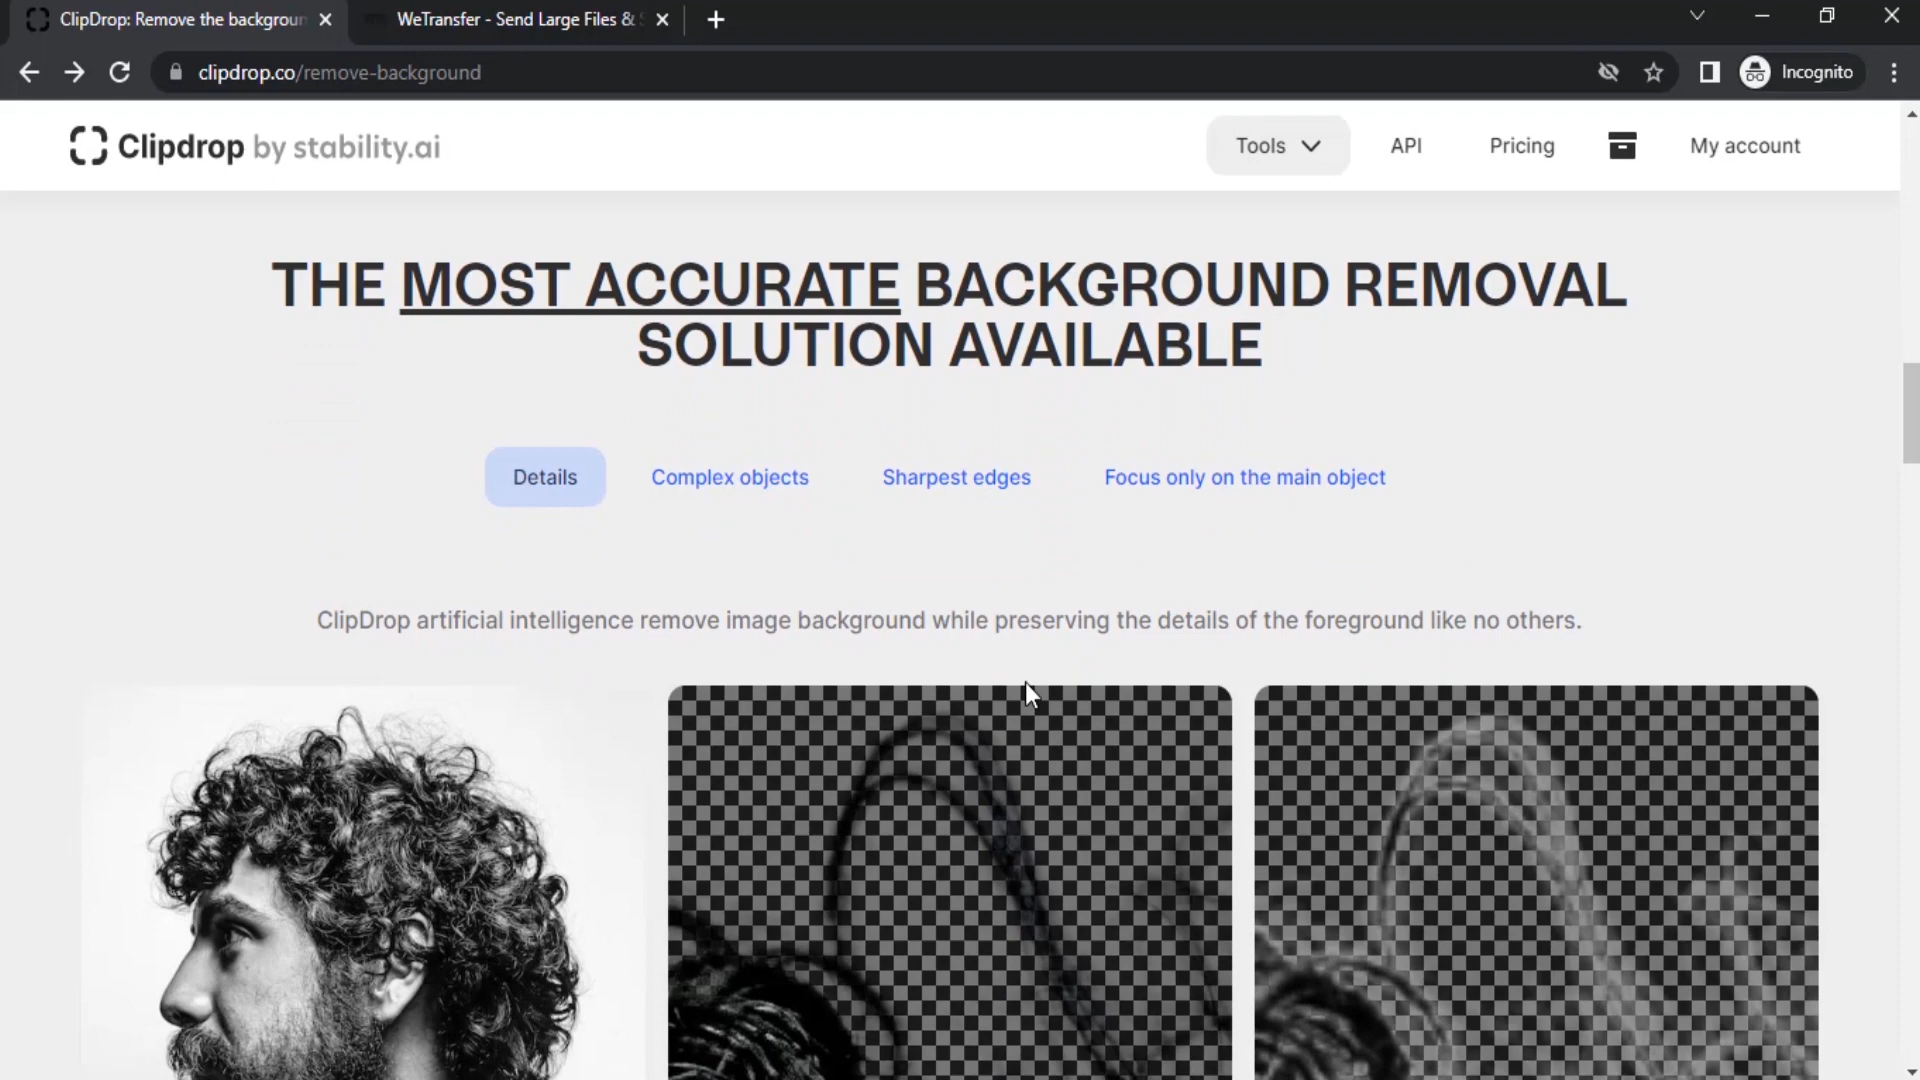 ClipDrop: Remove the backgroun
WeTransfer - Send Large Files &
clipdrop.co/remove-background
Incognito
Clipdrop by stability.ai
Tools
API
Pricing
My account
THE MOST ACCURATE BACKGROUND REMOVAL
SOLUTION AVAILABLE
Details
Complex objects
Sharpest edges
Focus only on the main object
ClipDrop artificial intelligence remove image background while preserving the details of the foreground like no others.